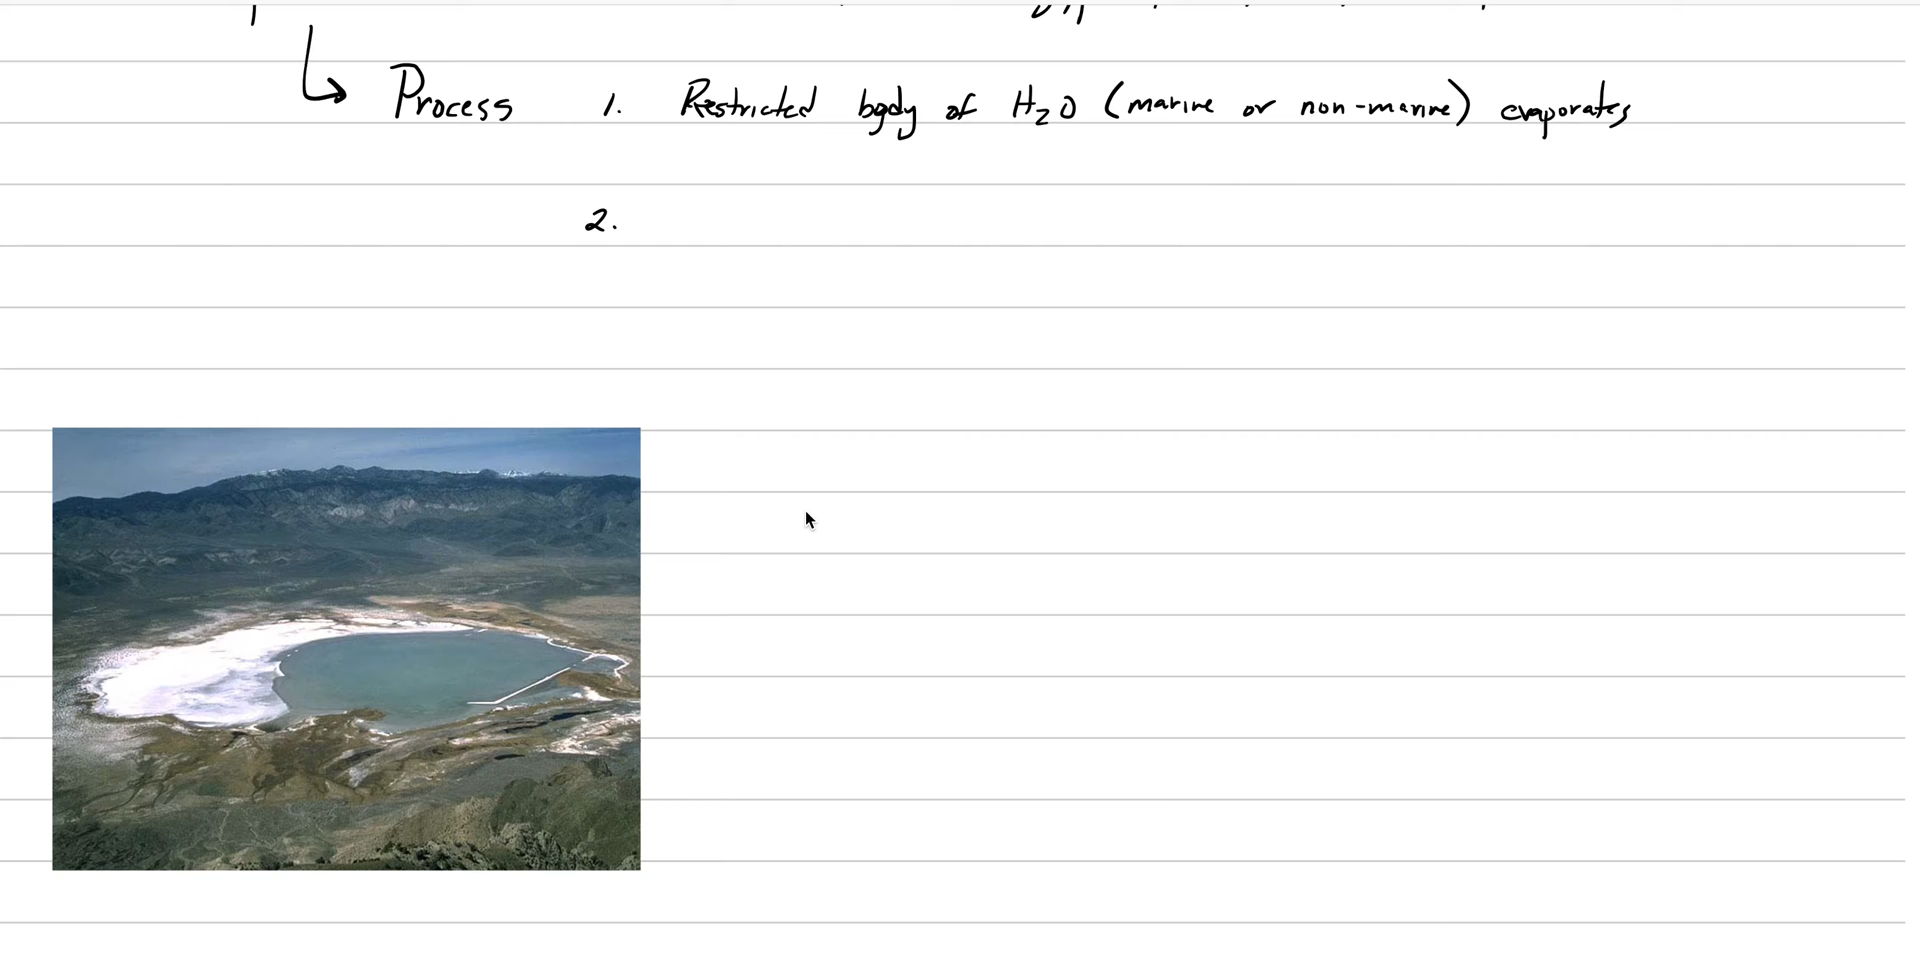 Process 1. Restricted body of H₂O (marine or non-marine) evaporates
2.